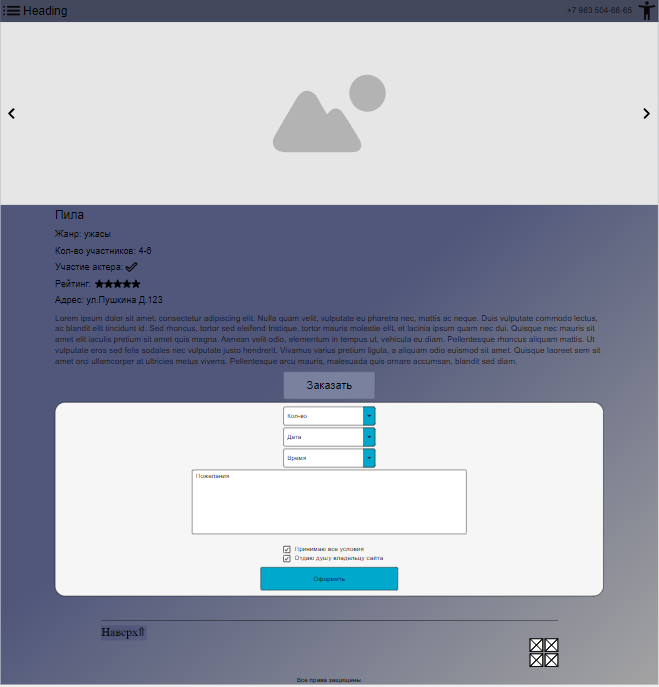 Heading
+7 963 504-66-65
Пила
Жанр: ужасы
Кол-во участников: 4-6
Участие актера:
Рейтинг: ★★★★★
Адрес: ул.Пушкина Д.123
Lorem ipsum dolor sit amet, consectetur adipiscing elit. Nulla quam velit, vulputate eu pharetra nec, mattis ac neque. Duis vulputate commodo lectus,
ac blandit elit tincidunt id. Sed rhoncus, tortor sed eleifend tristique, tortor mauris molestie elit, et lacinia ipsum quam nec dui. Quisque nec mauris sit
amet elit iaculis pretium sit amet quis magna. Aenean velit odio, elementum in tempus ut, vehicula eu diam. Pellentesque rhoncus aliquam mattis. Ut
vulputate eros sed felis sodales nec vulputate justo hendrerit. Vivamus varius pretium ligula, a aliquam odio euismod sit amet. Quisque laoreet sem sit
amet orci ullamcorper at ultricies metus viverra. Pellentesque arcu mauris, malesuada quis ornare accumsan, blandit sed diam.
Заказать
Кол-во
Дата
Время
Пожелания
Принимаю все условия
Отдаю душу владельцу сайта
Оформить
Наверх⇑
Все права защищены